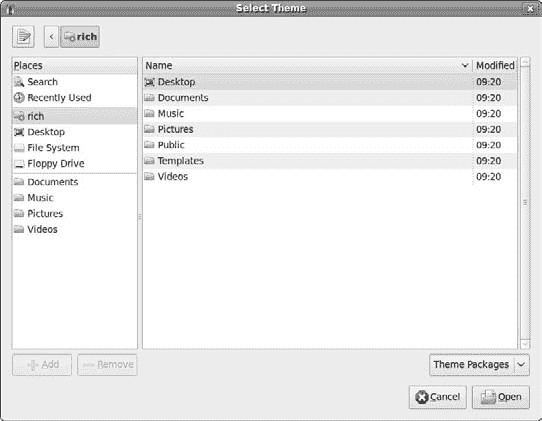 Select Theme
rich
Places
Search
Recently Used
rich
Desktop
File System
Floppy Drive
Documents
Music
Pictures
Videos
Name Modified
Desktop 09:20
Documents 09:20
Music 09:20
Pictures 09:20
Public 09:20
Templates 09:20
Videos 09:20
Add Remove
Theme Packages
Cancel Open